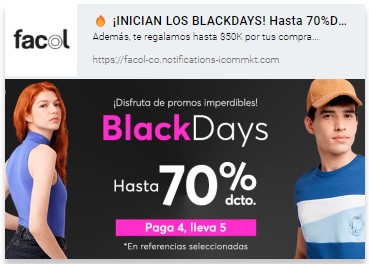 facol
🔥 ¡INICIAN LOS BLACKDAYS! Hasta 70%D...
Además, te regalamos hasta $50K por tus compra...
https://facol-co.notifications-icommkt.com
¡Disfruta de promos imperdibles!
BlackDays
Hasta 70% dcto.
Paga 4, lleva 5
*En referencias seleccionadas